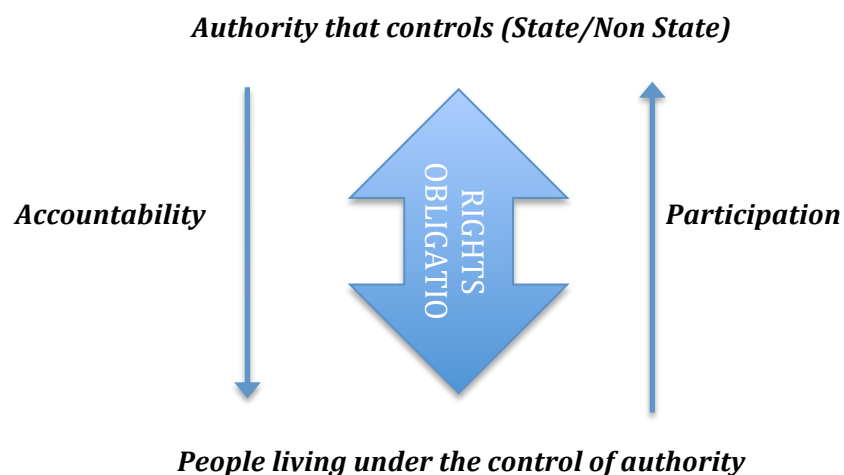 Authority that controls (State/Non State)
RIGHTS
OBLIGATIO
Accountability
Participation
People living under the control of authority